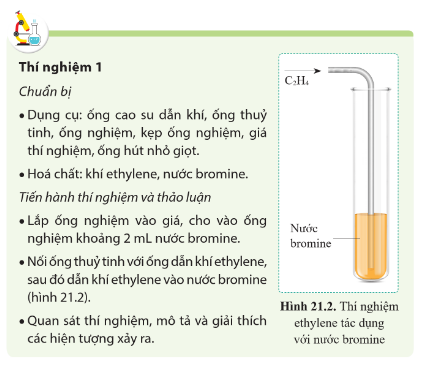 Thí nghiệm 1
Chuẩn bị
• Dụng cụ: ống cao su dẫn khí, ống thuỷ
tinh, ống nghiệm, kẹp ống nghiệm, giá
thí nghiệm, ống hút nhỏ giọt.
• Hoá chất: khí ethylene, nước bromine.
Tiến hành thí nghiệm và thảo luận
• Lắp ống nghiệm vào giá, cho vào ống
nghiệm khoảng 2 mL nước bromine.
• Nối ống thuỷ tinh với ống dẫn khí ethylene,
sau đó dẫn khí ethylene vào nước bromine
(hình 21.2).
• Quan sát thí nghiệm, mô tả và giải thích
các hiện tượng xảy ra.
C₂H₄
Nước
bromine
Hình 21.2. Thí nghiệm
ethylene tác dụng
với nước bromine